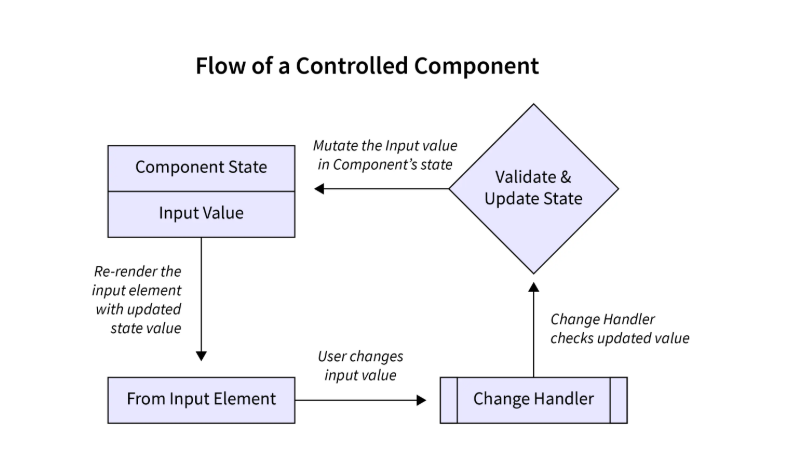 Flow of a Controlled Component
Mutate the Input value
in Component's state
Component State
Input Value
Validate &
Update State
Re-render the
input element
with updated
state value
Change Handler
checks updated value
User changes
input value
From Input Element
Change Handler